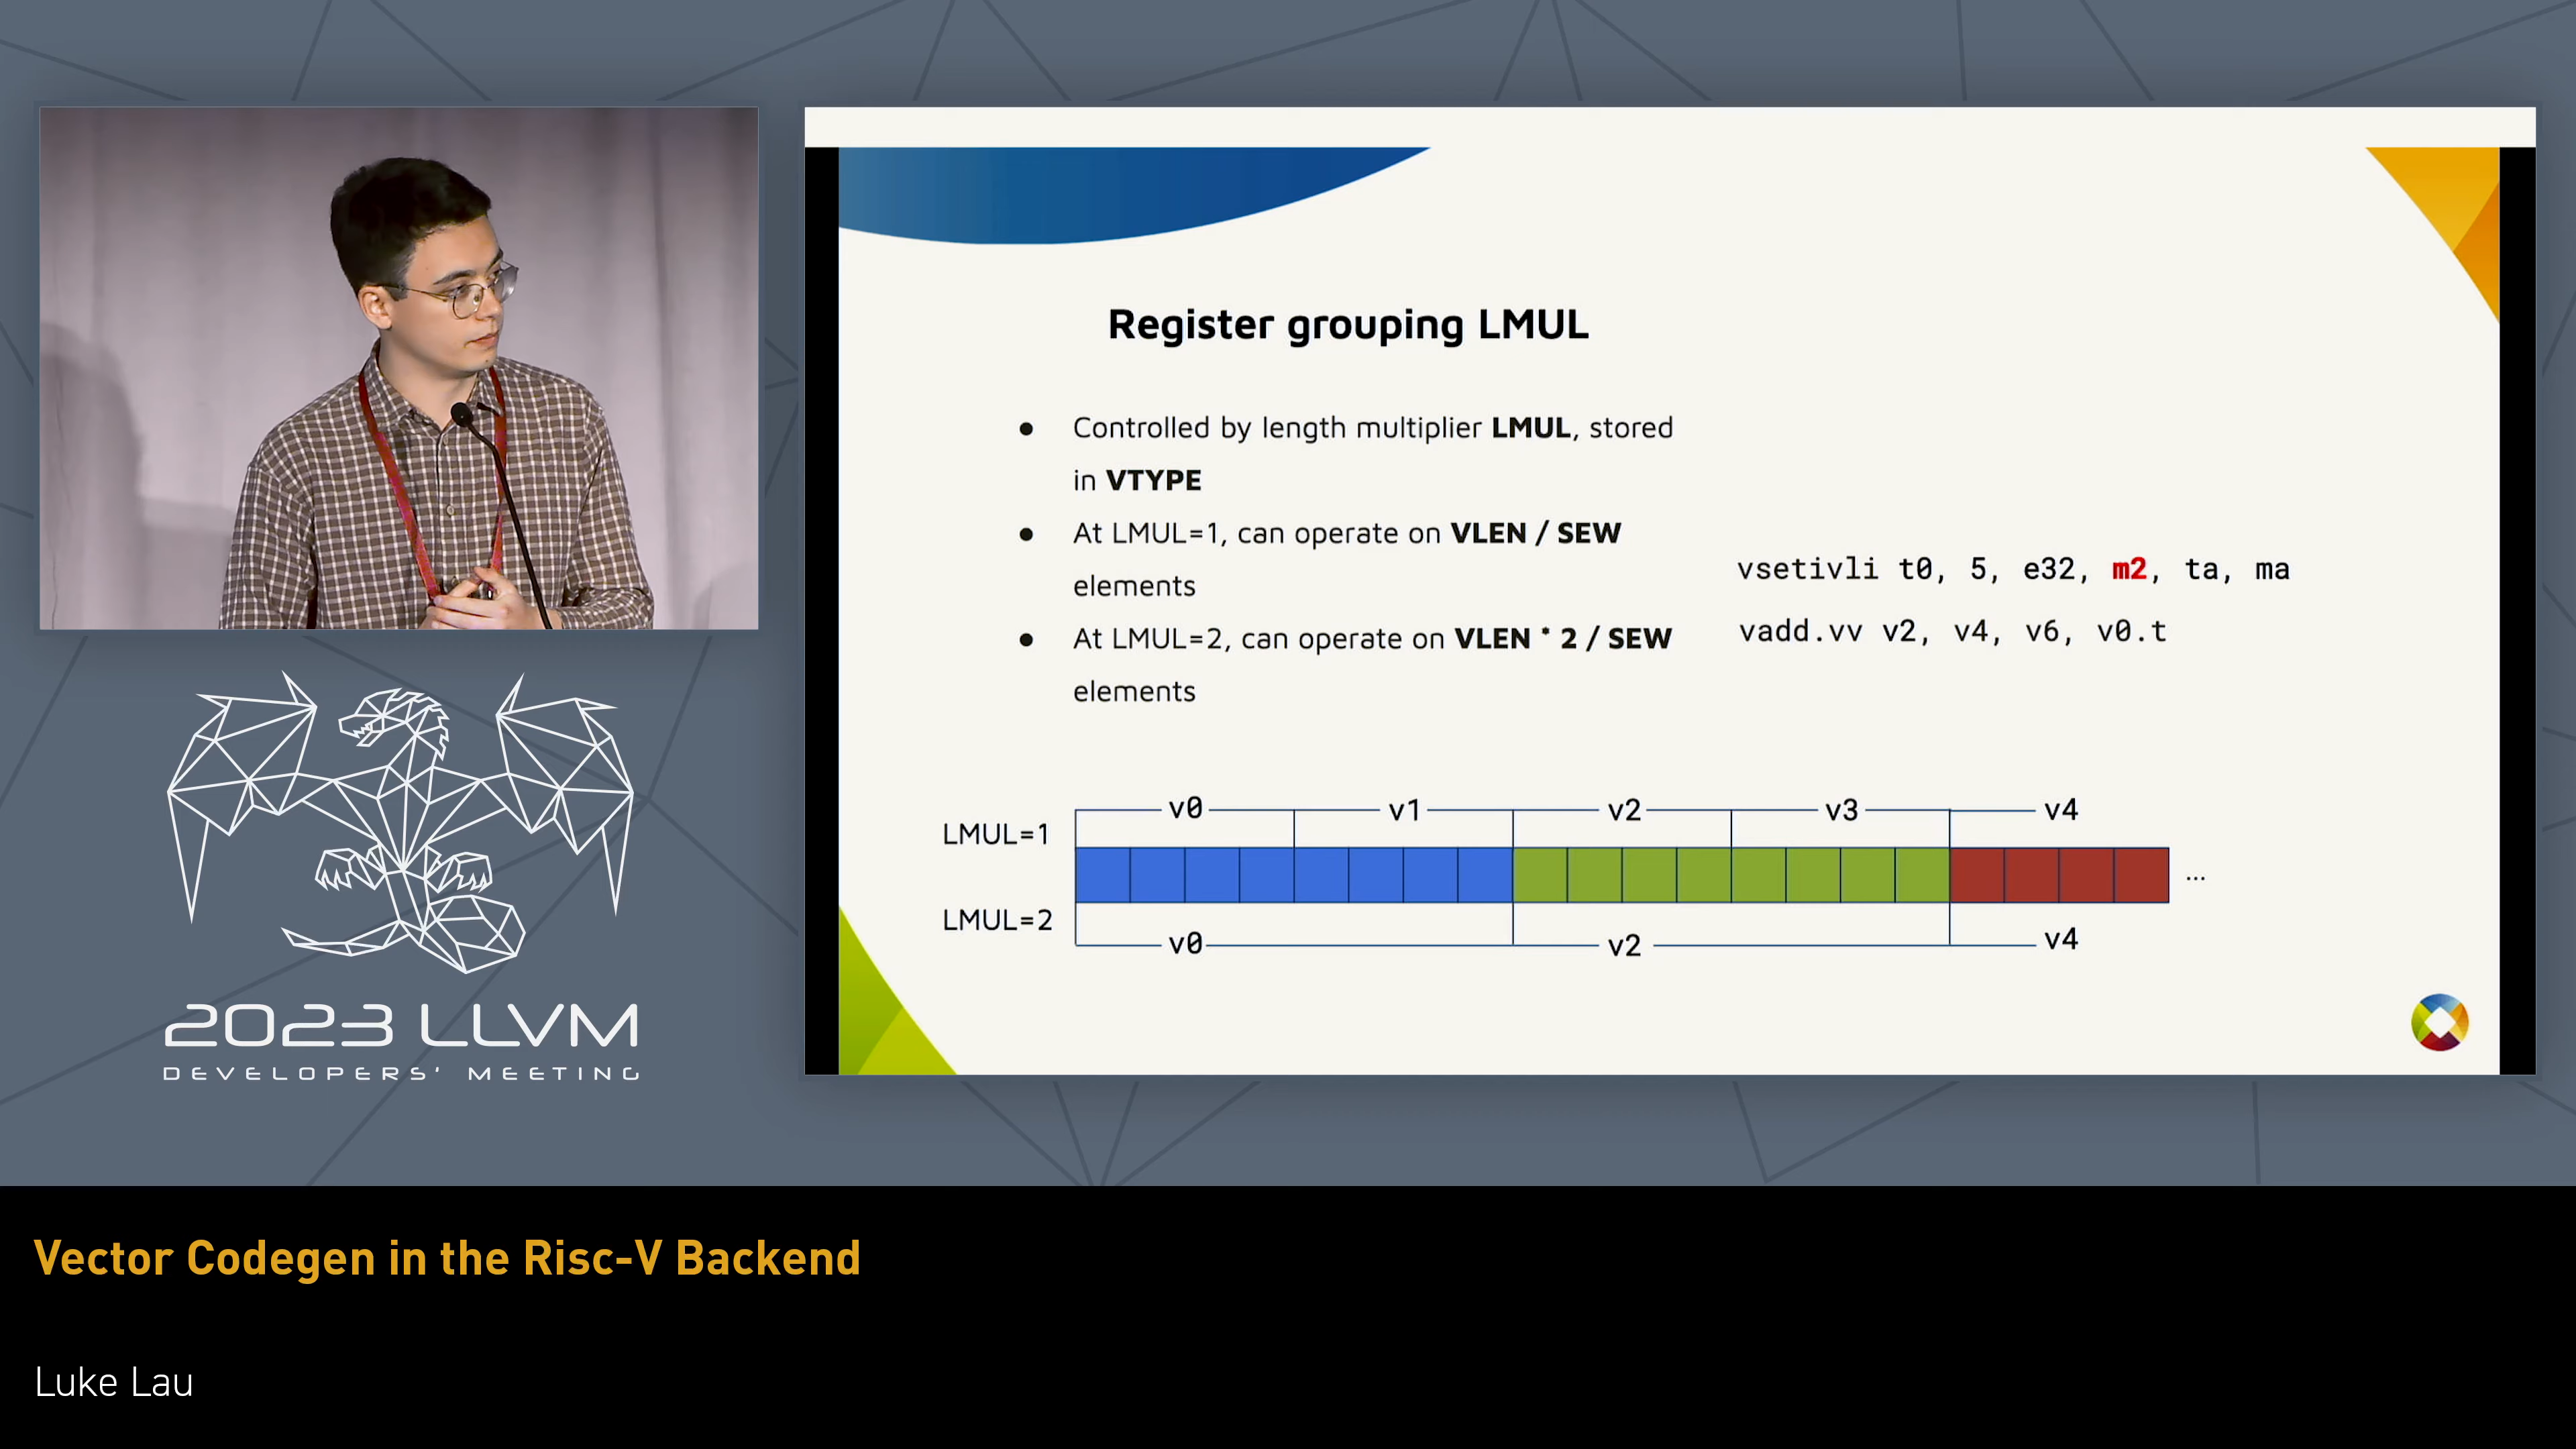 Register grouping LMUL
● Controlled by length multiplier LMUL, stored
in VTYPE
● At LMUL=1, can operate on VLEN / SEW
elements
● At LMUL=2, can operate on VLEN * 2 / SEW
elements
vsetivli t0, 5, e32, m2, ta, ma
vadd.vv v2, v4, v6, v0.t
v0 v1 v2 v3 v4
LMUL=1
...
LMUL=2
v0 v2 v4
2023 LLVM
DEVELOPERS' MEETING
Vector Codegen in the Risc-V Backend
Luke Lau